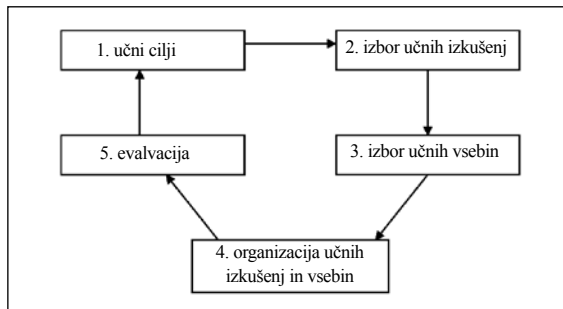 1. učni cilji
2. izbor učnih izkušenj
3. izbor učnih vsebin
4. organizacija učnih
izkušenj in vsebin
5. evalvacija